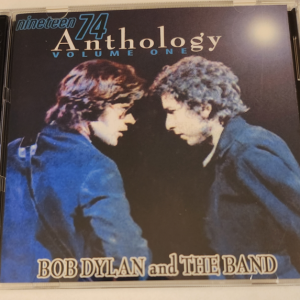 nineteen 74
Anthology
VOLUME ONE
BOB DYLAN and THE BAND